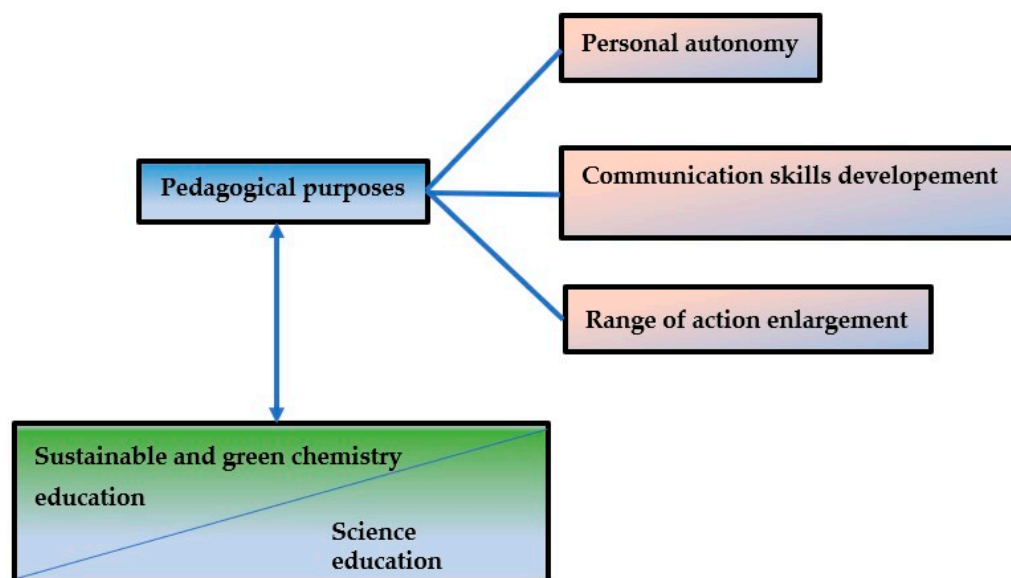 Personal autonomy
Pedagogical purposes
Communication skills developement
Range of action enlargement
Sustainable and green chemistry
education
Science
education